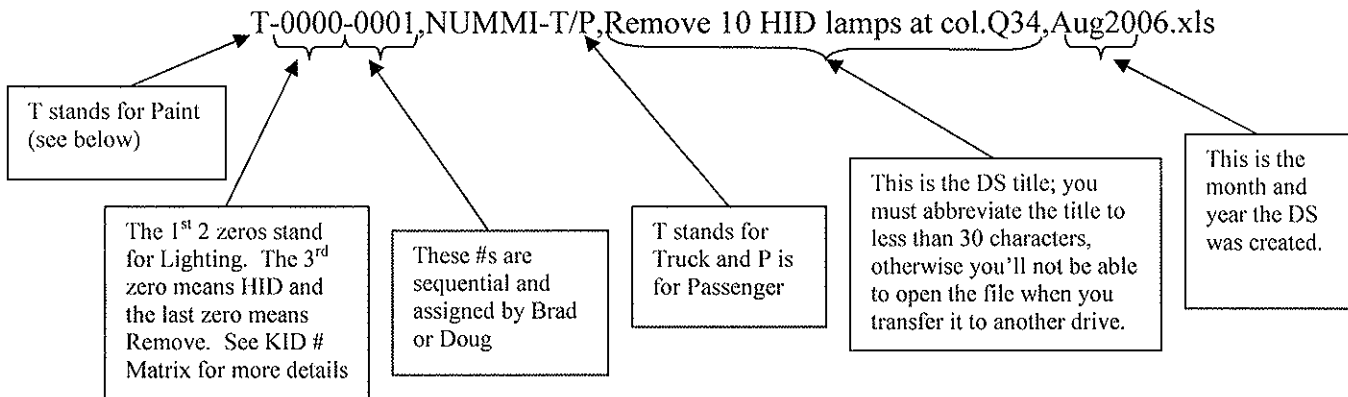 T-0000-0001,NUMMI-T/P,Remove 10 HID lamps at col.Q34,Aug2006.xls
T stands for Paint
(see below)
The 1st 2 zeros stand
for Lighting. The 3rd
zero means HID and
the last zero means
Remove. See KID #
Matrix for more details
These #s are
sequential and
assigned by Brad
or Doug
T stands for
Truck and P is
for Passenger
This is the DS title; you
must abbreviate the title to
less than 30 characters,
otherwise you'll not be able
to open the file when you
transfer it to another drive.
This is the
month and
year the DS
was created.